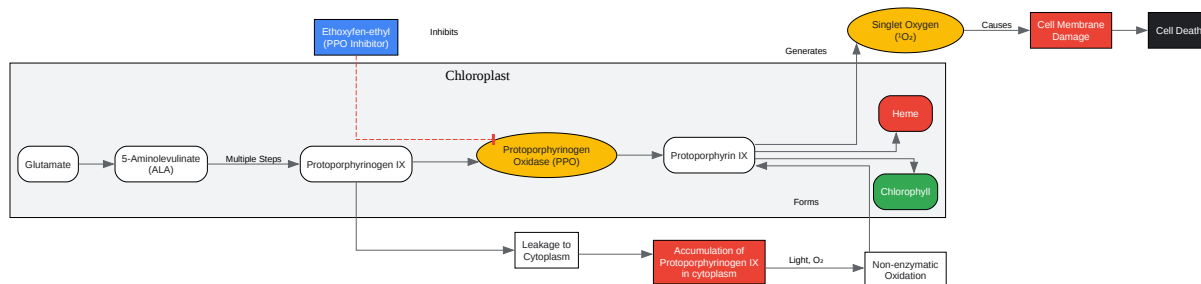 Ethoxyfen-ethyl
(PPO Inhibitor)
Inhibits
Singlet Oxygen
(¹O₂)
Causes
Cell Membrane
Damage
Cell Death
Generates
Chloroplast
Heme
Glutamate
5-Aminolevulinate
(ALA)
Multiple Steps
Protoporphyrinogen IX
Protoporphyrinogen
Oxidase (PPO)
Protoporphyrin IX
Chlorophyll
Forms
Leakage to
Cytoplasm
Accumulation of
Protoporphyrinogen IX
in cytoplasm
Light, O₂
Non-enzymatic
Oxidation